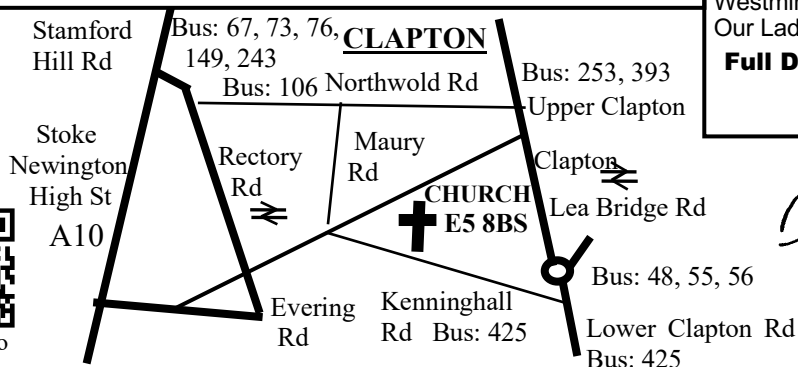 Westmin
Our Lad
Full D
Stamford
Hill Rd
Bus: 67, 73, 76,
149, 243
CLAPTON
Bus: 106
Northwold Rd
Bus: 253, 393
Upper Clapton
Stoke
Newington
High St
A10
Rectory
Rd
Maury
Rd
Clapton
CHURCH
E5 8BS
Lea Bridge Rd
Bus: 48, 55, 56
Evering
Rd
Kenninghall
Rd Bus: 425
Lower Clapton Rd
Bus: 425
o